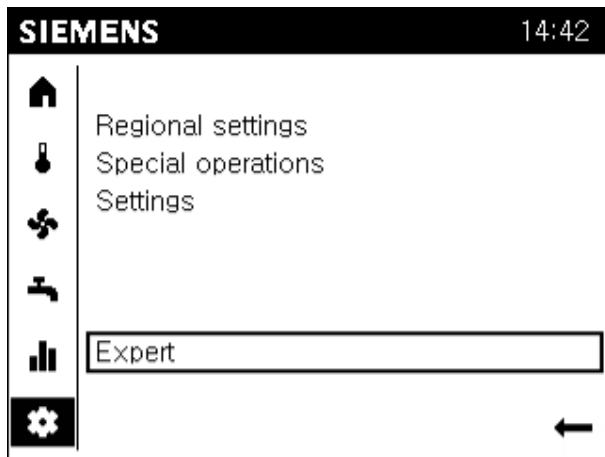 SIEMENS 14:42
Regional settings
Special operations
Settings
Expert